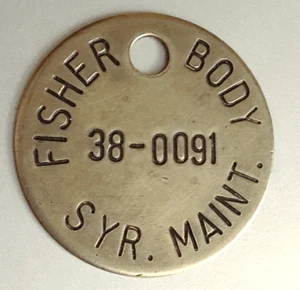 FISHER BODY
38-0091
SYR. MAINT.